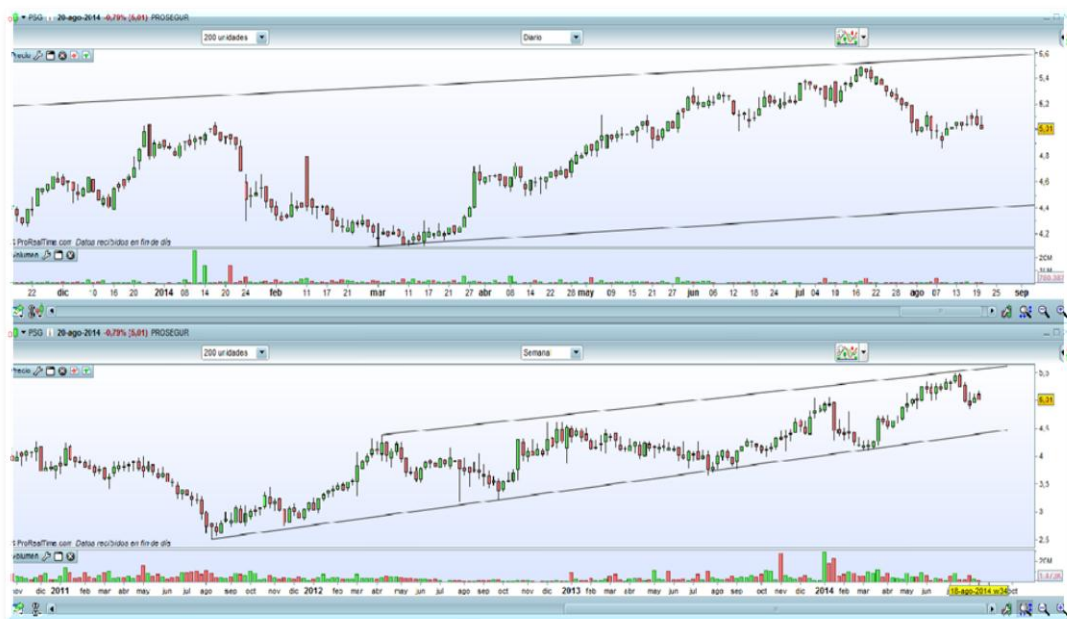 PSG 20-ago-2014 -0,79% (5,01) PROSEGUR
200 unidades Diario
Precio
5,6
5,4
5,2
5,01
4,8
4,6
4,4
4,2
© ProRealTime.com Datos recibidos en fin de día
Volumen
20M
22 dic 10 16 20 2014 08 14 20 24 feb 11 17 21 mar 11 17 21 27 abr 08 14 22 28 may 09 15 21 27 jun 06 12 18 24 jul 04 10 16 22 28 ago 07 13 19 25 sep
PSG 20-ago-2014 -0,79% (5,01) PROSEGUR
200 unidades Semana
Precio
5,01
4,5
4
3,5
3
2,5
© ProRealTime.com Datos recibidos en fin de día
Volumen
20M
nov dic 2011 feb mar abr may jun ago sep oct nov dic 2012 feb mar abr may jun jul ago sep oct nov dic 2013 feb mar abr may jun jul ago sep oct nov dic 2014 feb mar abr may jun 18-ago-2014 w34 oct